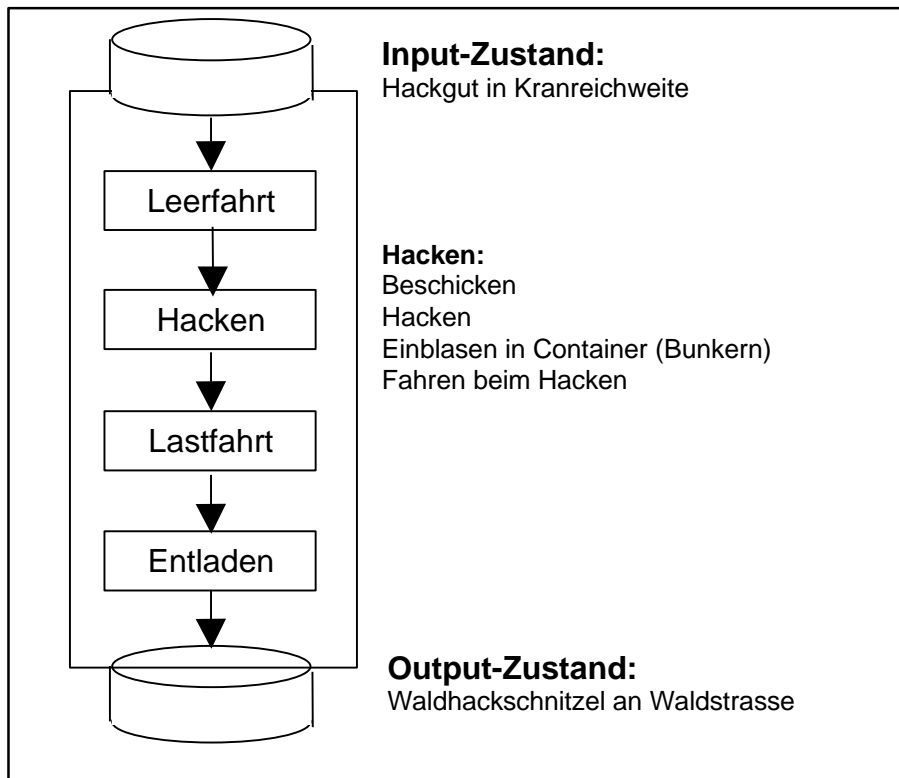 Input-Zustand:
Hackgut in Kranreichweite
Leerfahrt
Hacken:
Beschicken
Hacken
Hacken
Einblasen in Container (Bunkern)
Fahren beim Hacken
Lastfahrt
Entladen
Output-Zustand:
Waldhackschnitzel an Waldstrasse